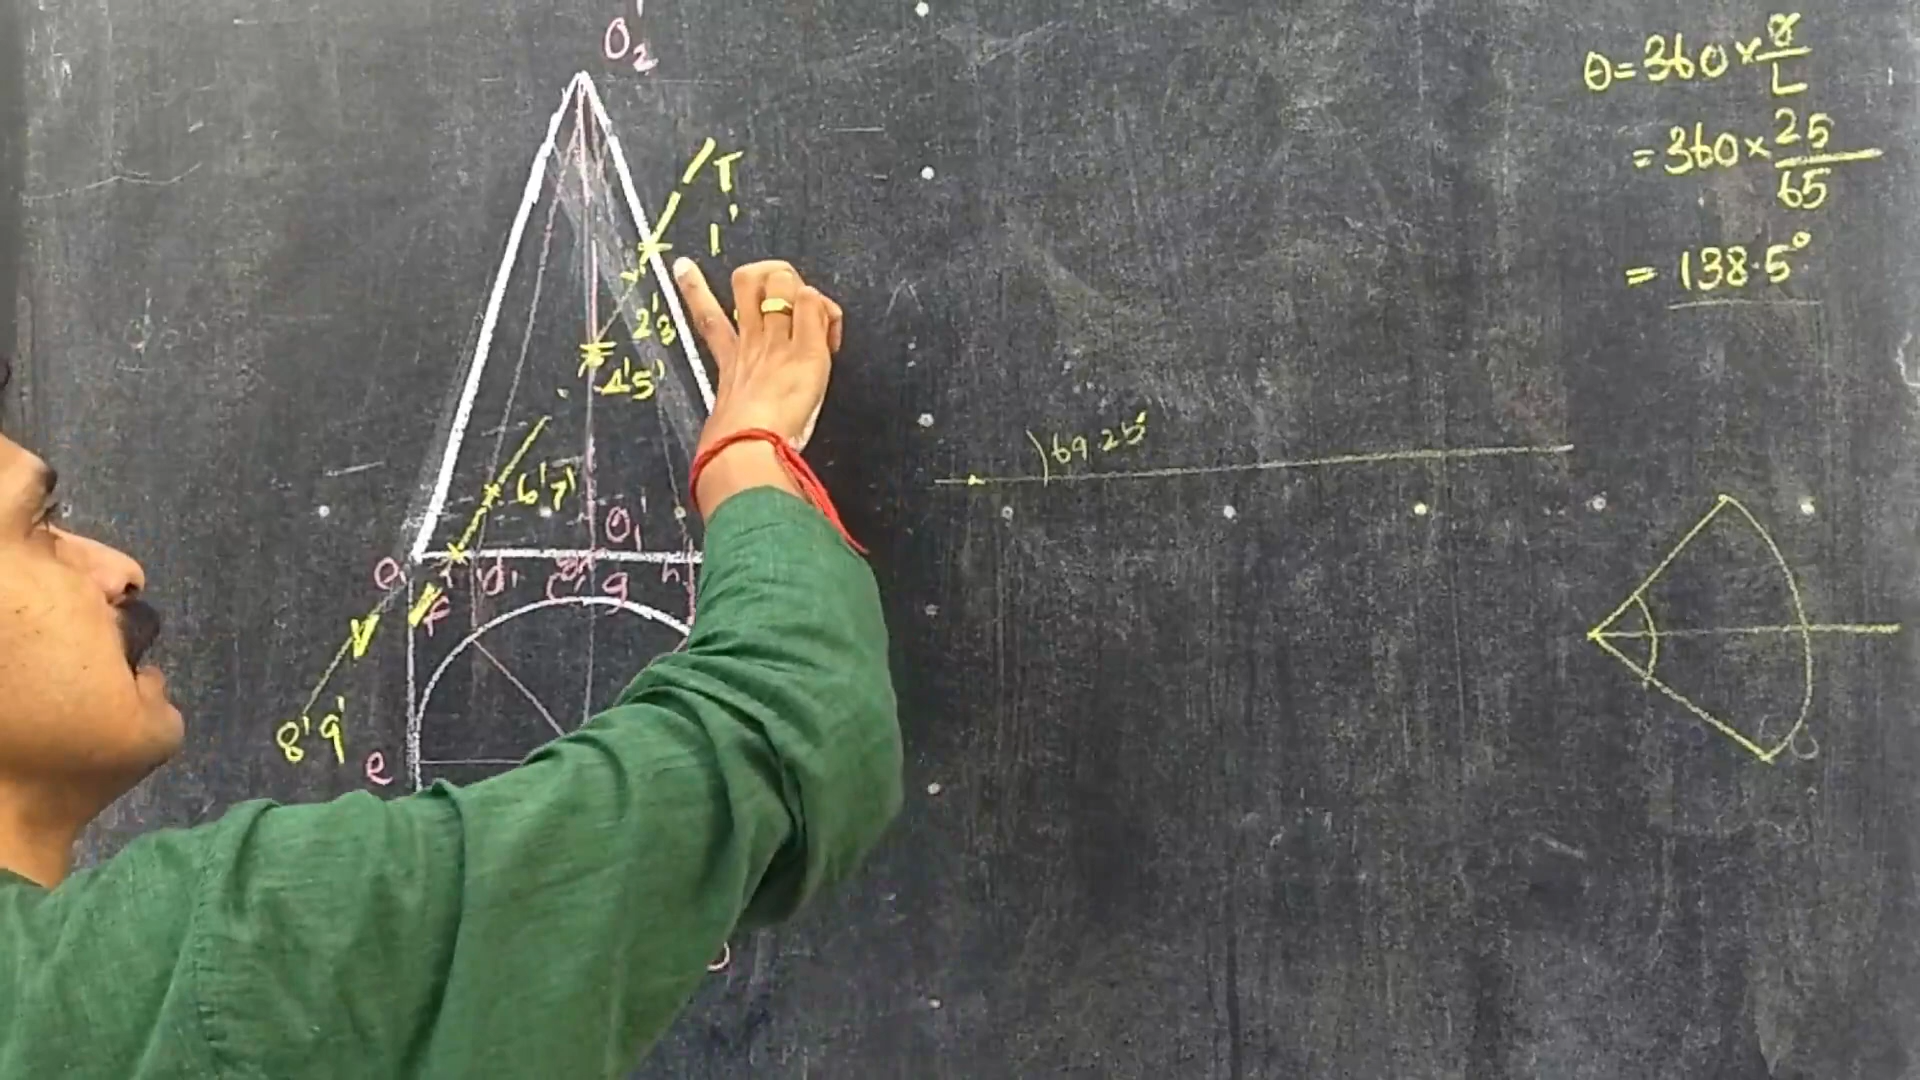 O₂'
θ = 360 × r/L
= 360 × 25/65
= 138.5°
T
1'
2' 3'
4' 5'
69.25°
6' 7'
O₁'
d'
c' g
h
f
V
8' 9'
e